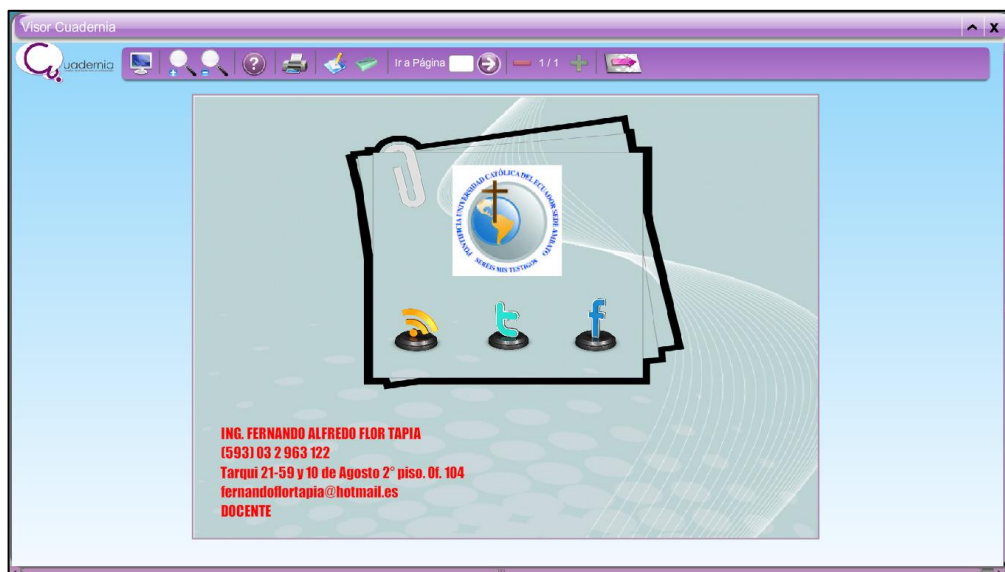 Visor Cuadernia
Cuadernia
Ir a Página
1 / 1
PONTIFICIA UNIVERSIDAD CATÓLICA DEL ECUADOR SEDE AMBATO
SERÉIS MIS TESTIGOS
ING. FERNANDO ALFREDO FLOR TAPIA
(593) 03 2 963 122
Tarqui 21-59 y 10 de Agosto 2° piso. Of. 104
fernandoflortapia@hotmail.es
DOCENTE